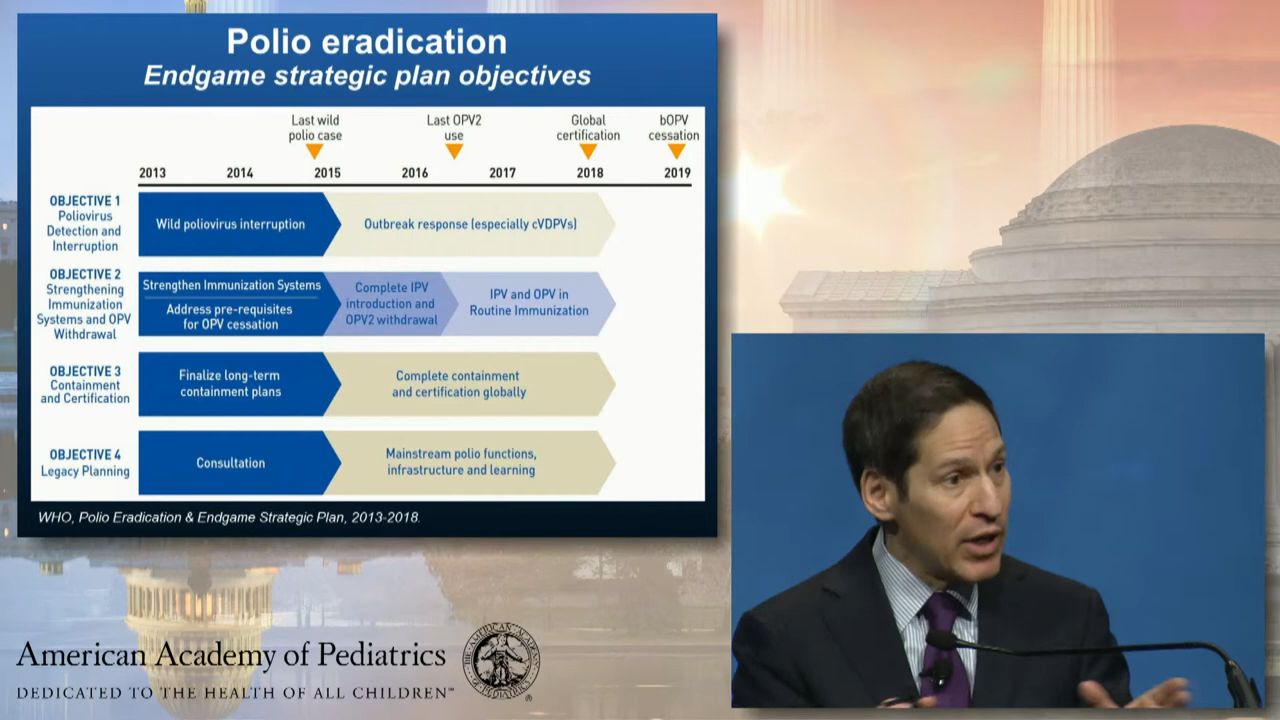 Polio eradication
Endgame strategic plan objectives
Last wild
polio case
Last OPV2
use
Global
certification
bOPV
cessation
2013
2014
2015
2016
2017
2018
2019
OBJECTIVE 1
Poliovirus
Detection and
Interruption
Wild poliovirus interruption
Outbreak response (especially cVDPVs)
OBJECTIVE 2
Strengthening
Immunization
Systems and OPV
Withdrawal
Strengthen Immunization Systems
Address pre-requisites
for OPV cessation
Complete IPV
introduction and
OPV2 withdrawal
IPV and OPV in
Routine Immunization
OBJECTIVE 3
Containment
and Certification
Finalize long-term
containment plans
Complete containment
and certification globally
OBJECTIVE 4
Legacy Planning
Consultation
Mainstream polio functions,
infrastructure and learning
WHO, Polio Eradication & Endgame Strategic Plan, 2013-2018.
American Academy of Pediatrics
DEDICATED TO THE HEALTH OF ALL CHILDREN™
®